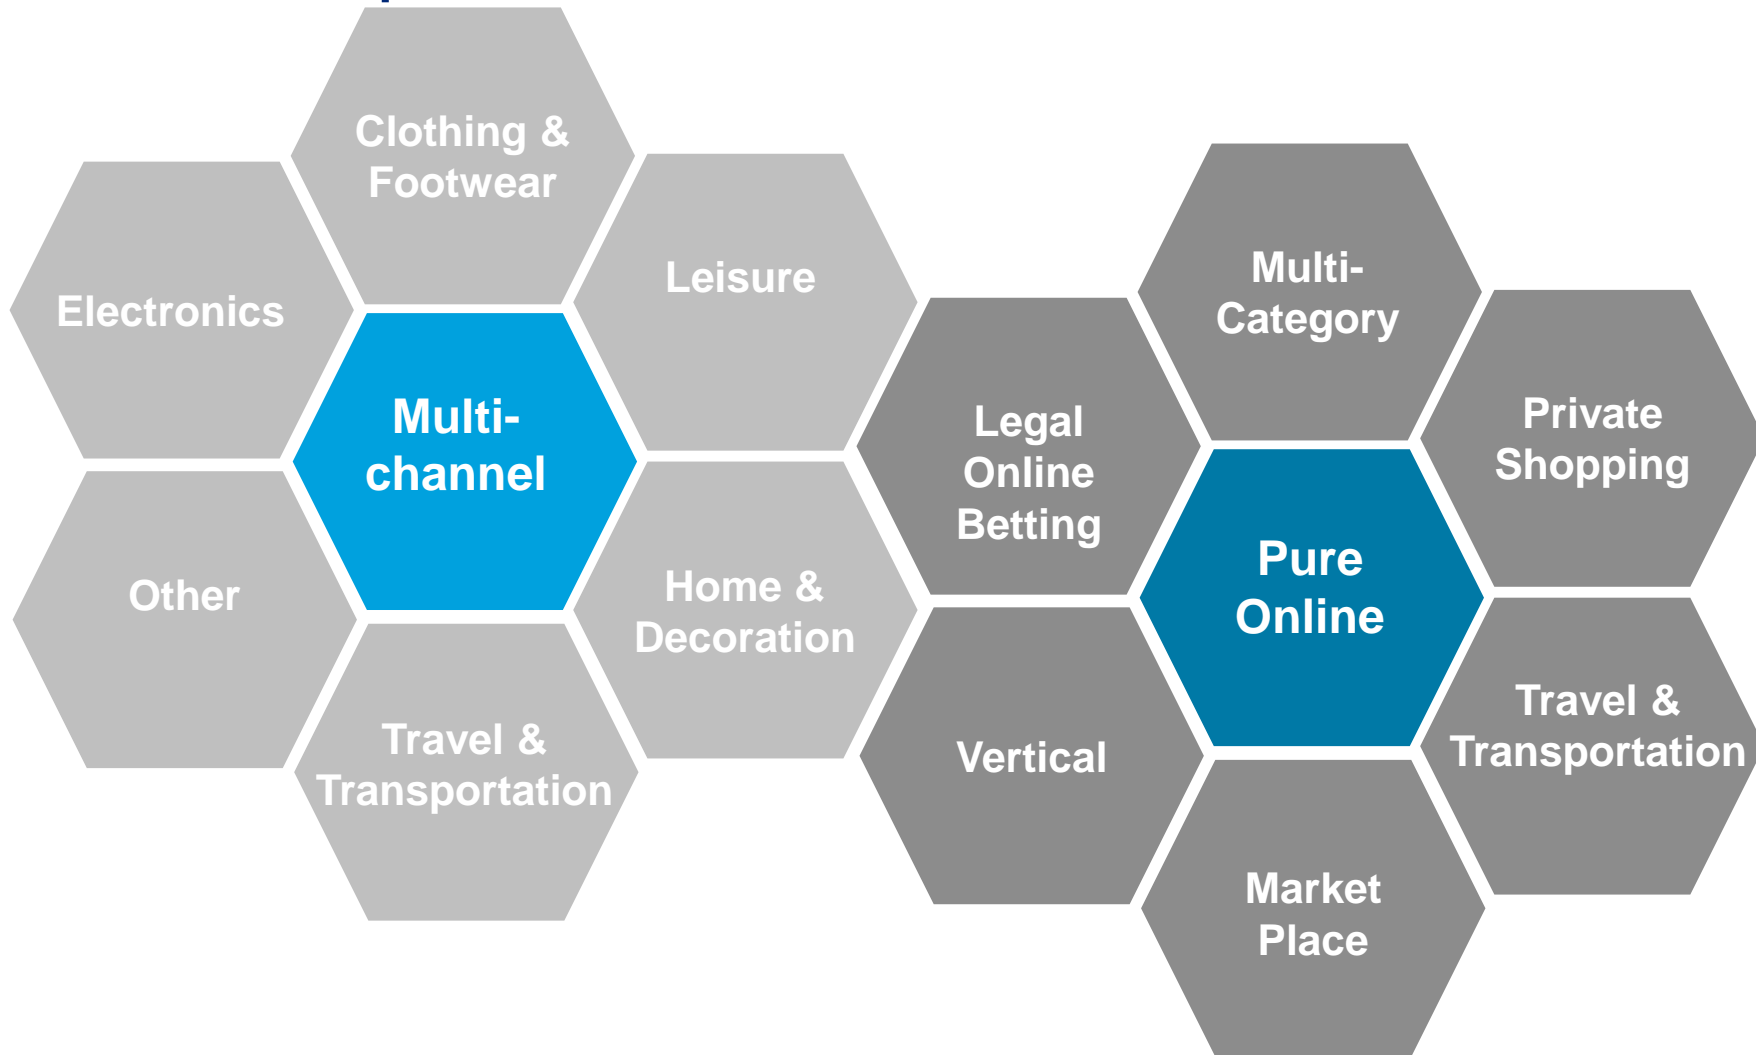 Clothing &
Footwear
Electronics
Leisure
Multi-
channel
Other
Home &
Decoration
Travel &
Transportation
Multi-
Category
Legal
Online
Betting
Private
Shopping
Pure
Online
Vertical
Travel &
Transportation
Market
Place